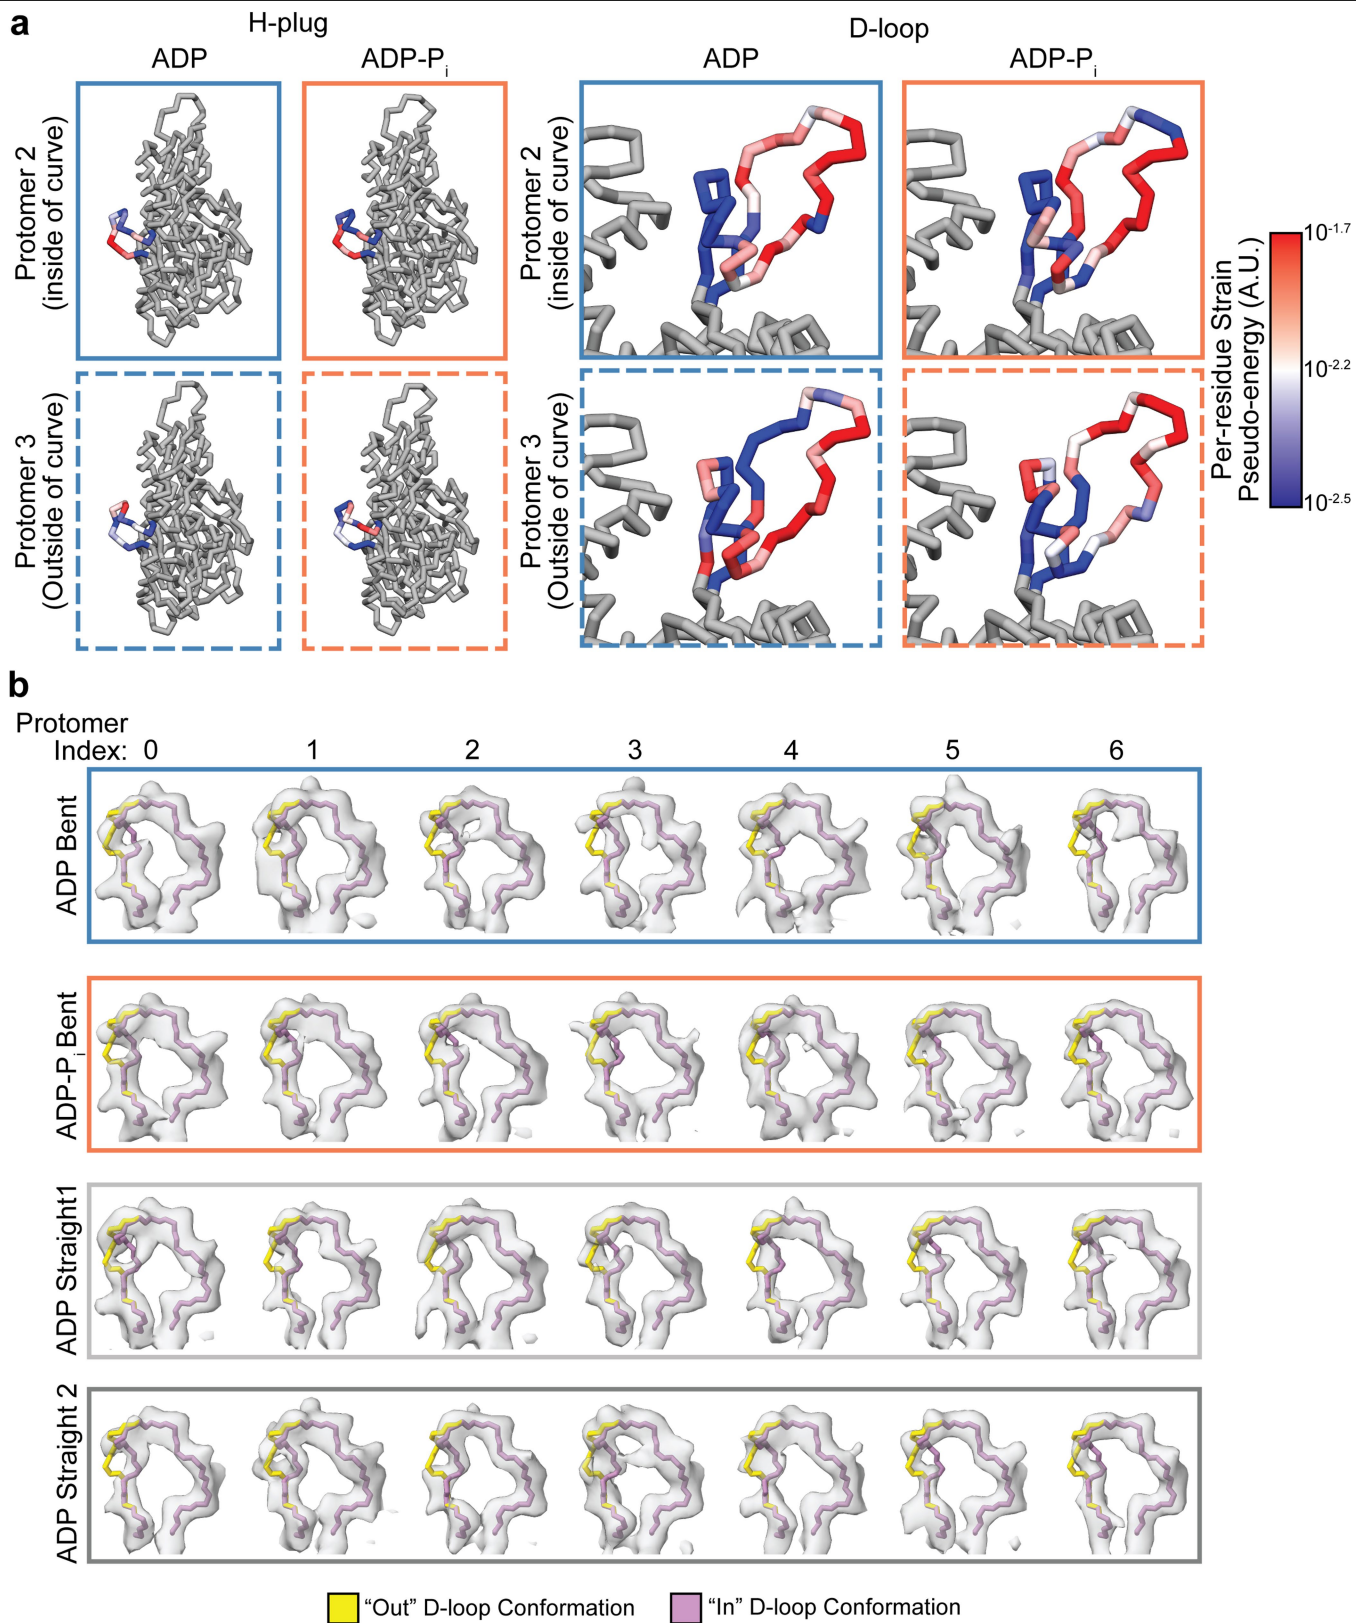 a
H-plug
D-loop
ADP
ADP-Pi
ADP
ADP-Pi
Protomer 2
(inside of curve)
Protomer 2
(inside of curve)
Protomer 3
(Outside of curve)
Protomer 3
(Outside of curve)
Per-residue Strain
Pseudo-energy (A.U.)
10-1.7
10-2.2
10-2.5
b
Protomer
Index: 0 1 2 3 4 5 6
ADP Bent
ADP-Pi Bent
ADP Straight1
ADP Straight 2
“Out” D-loop Conformation
“In” D-loop Conformation